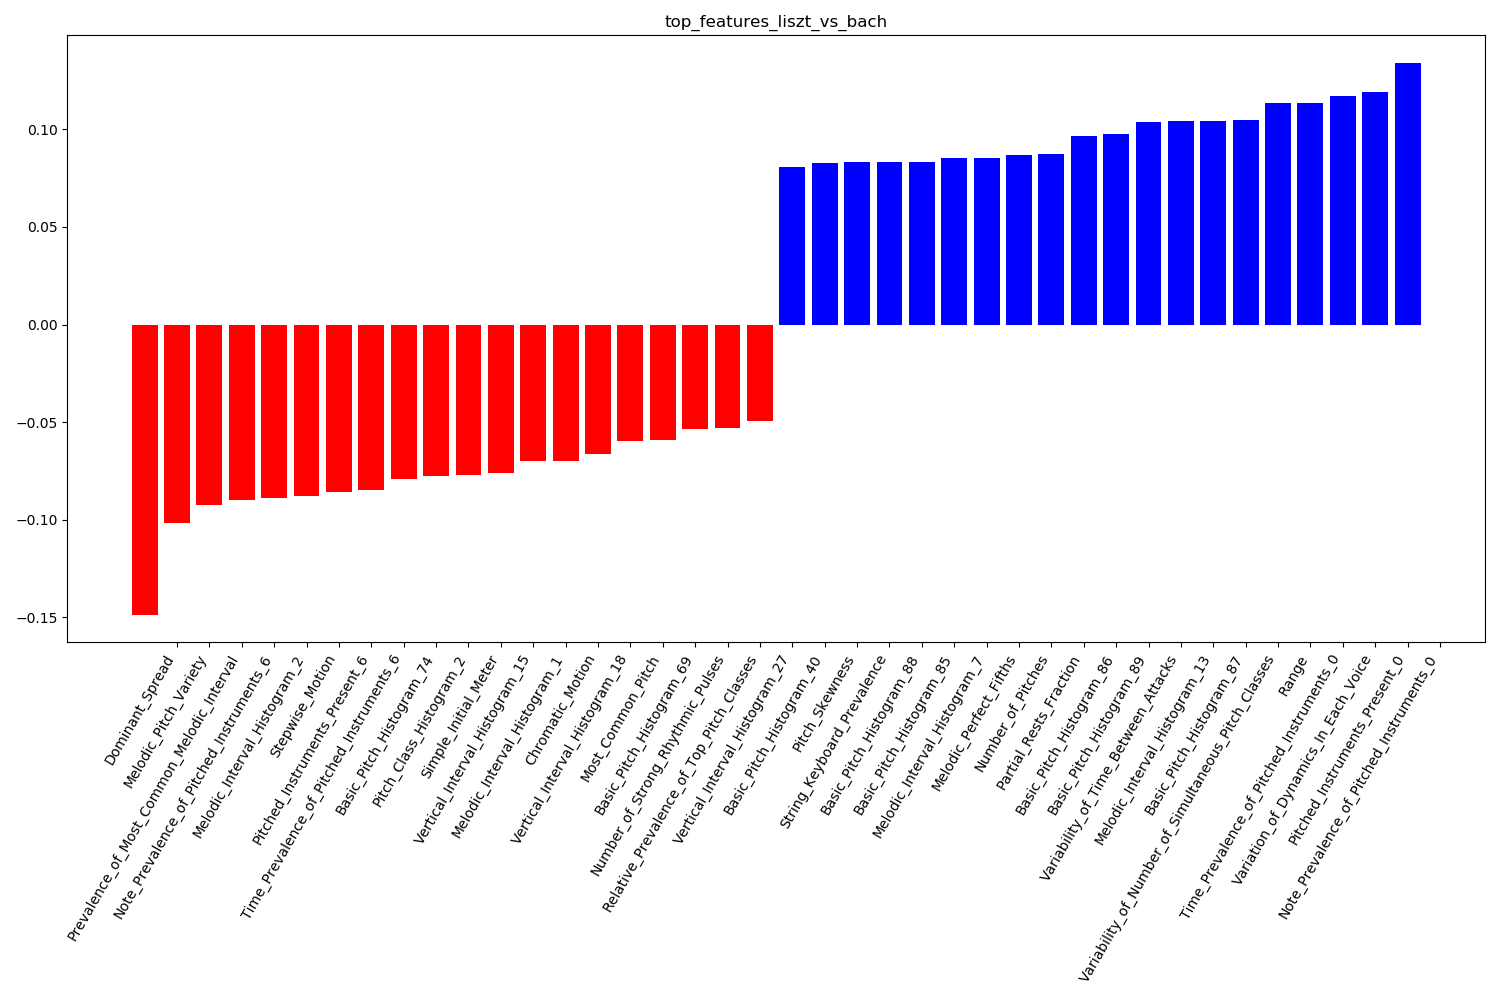 top_features_liszt_vs_bach
0.10
0.05
0.00
−0.05
−0.10
−0.15
Dominant_Spread
Melodic_Pitch_Variety
Prevalence_of_Most_Common_Melodic_Interval
Note_Prevalence_of_Pitched_Instruments_6
Melodic_Interval_Histogram_2
Stepwise_Motion
Pitched_Instruments_Present_6
Time_Prevalence_of_Pitched_Instruments_6
Basic_Pitch_Histogram_74
Pitch_Class_Histogram_2
Simple_Initial_Meter
Vertical_Interval_Histogram_15
Melodic_Interval_Histogram_1
Chromatic_Motion
Vertical_Interval_Histogram_18
Most_Common_Pitch
Basic_Pitch_Histogram_69
Number_of_Strong_Rhythmic_Pulses
Relative_Prevalence_of_Top_Pitch_Classes
Vertical_Interval_Histogram_27
Basic_Pitch_Histogram_40
Pitch_Skewness
String_Keyboard_Prevalence
Basic_Pitch_Histogram_88
Basic_Pitch_Histogram_85
Melodic_Interval_Histogram_7
Melodic_Perfect_Fifths
Number_of_Pitches
Partial_Rests_Fraction
Basic_Pitch_Histogram_86
Basic_Pitch_Histogram_89
Variability_of_Time_Between_Attacks
Melodic_Interval_Histogram_13
Basic_Pitch_Histogram_87
Variability_of_Number_of_Simultaneous_Pitch_Classes
Range
Time_Prevalence_of_Pitched_Instruments_0
Variation_of_Dynamics_In_Each_Voice
Pitched_Instruments_Present_0
Note_Prevalence_of_Pitched_Instruments_0